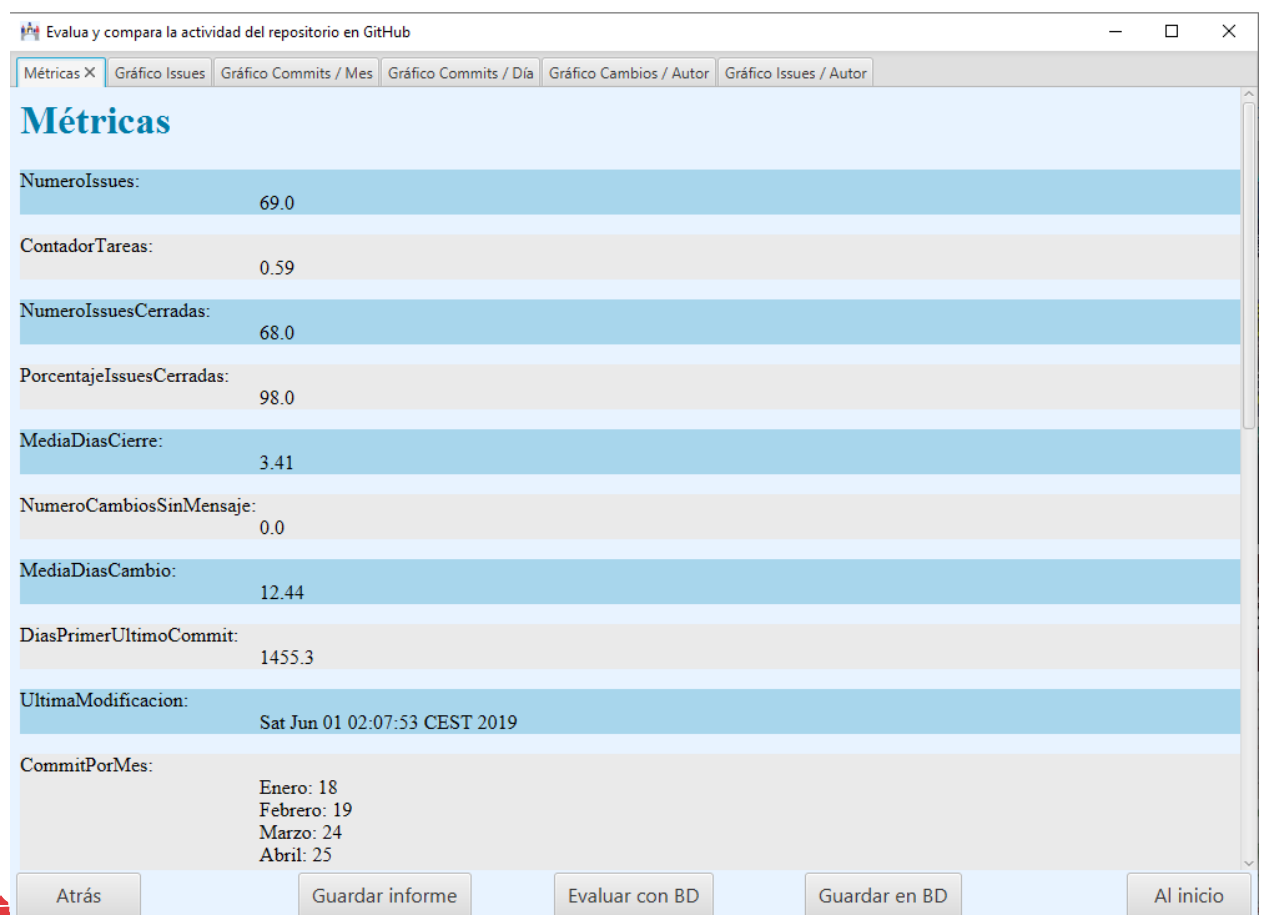 Evalua y compara la actividad del repositorio en GitHub
Métricas Gráfico Issues Gráfico Commits / Mes Gráfico Commits / Día Gráfico Cambios / Autor Gráfico Issues / Autor
Métricas
NumeroIssues:
69.0
ContadorTareas:
0.59
NumeroIssuesCerradas:
68.0
PorcentajeIssuesCerradas:
98.0
MediaDiasCierre:
3.41
NumeroCambiosSinMensaje:
0.0
MediaDiasCambio:
12.44
DiasPrimerUltimoCommit:
1455.3
UltimaModificacion:
Sat Jun 01 02:07:53 CEST 2019
CommitPorMes:
Enero: 18
Febrero: 19
Marzo: 24
Abril: 25
Atrás Guardar informe Evaluar con BD Guardar en BD Al inicio